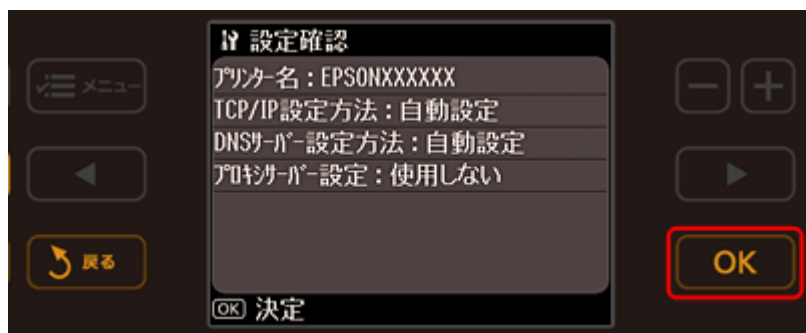 設定確認
メニュー
プリンター名：EPSONXXXXXX
TCP/IP設定方法：自動設定
DNSサーバー設定方法：自動設定
プロキシサーバー設定：使用しない
戻る
OK
OK 決定